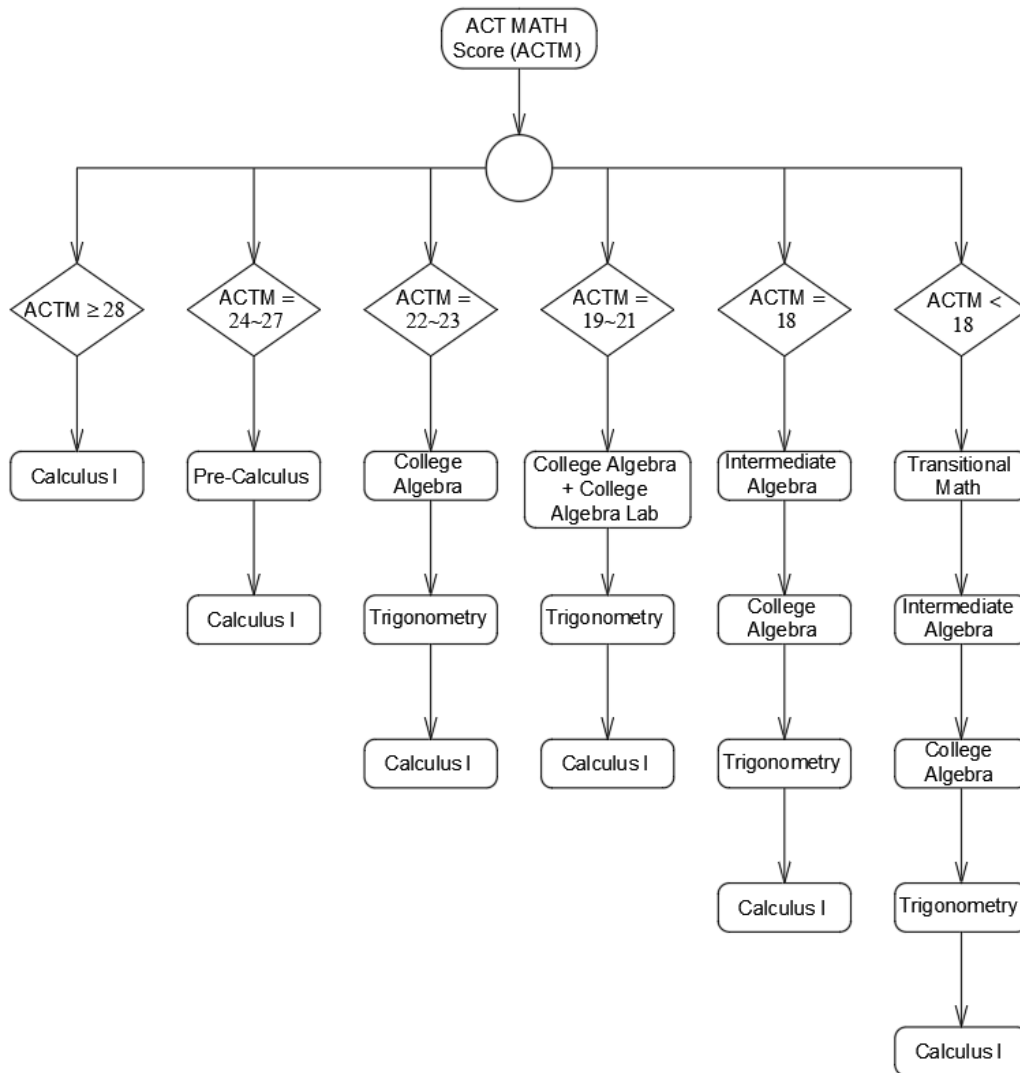 ACT MATH
Score (ACTM)
ACTM ≥ 28
ACTM =
24~27
ACTM =
22~23
ACTM =
19~21
ACTM =
18
ACTM <
18
Calculus I
Pre-Calculus
College
Algebra
College Algebra
+ College
Algebra Lab
Intermediate
Algebra
Transitional
Math
Calculus I
Trigonometry
Trigonometry
College
Algebra
Intermediate
Algebra
Calculus I
Calculus I
Trigonometry
College
Algebra
Calculus I
Trigonometry
Calculus I